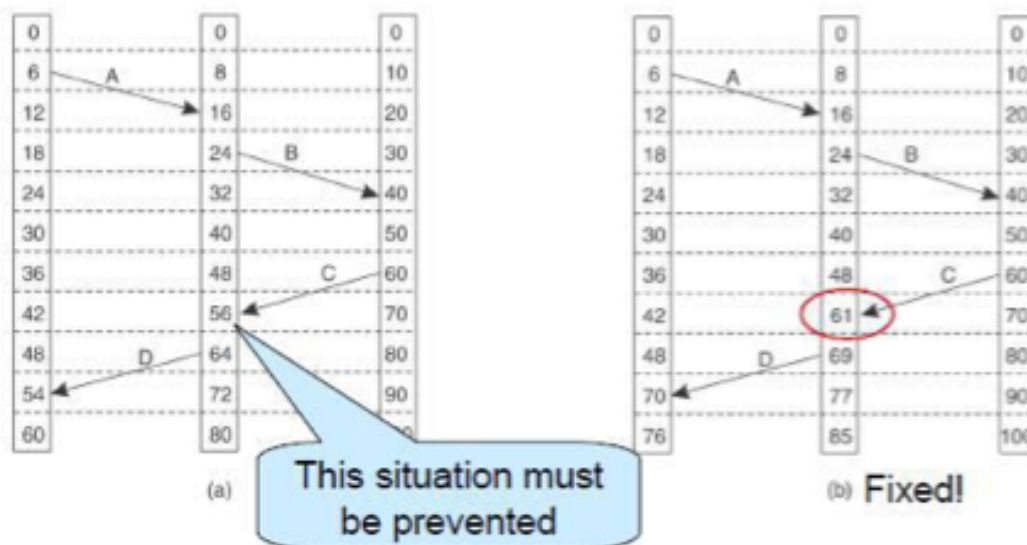 0 0 0
6 A 8 10
12 16 20
18 24 B 30
24 32 40
30 40 50
36 48 C 60
42 56 70
48 D 64 80
54 72 90
60 80
(a)
This situation must
be prevented
0 0 0
6 A 8 10
12 16 20
18 24 B 30
24 32 40
30 40 50
36 48 C 60
42 61 70
48 D 69 80
70 77 90
76 85 100
(b) Fixed!